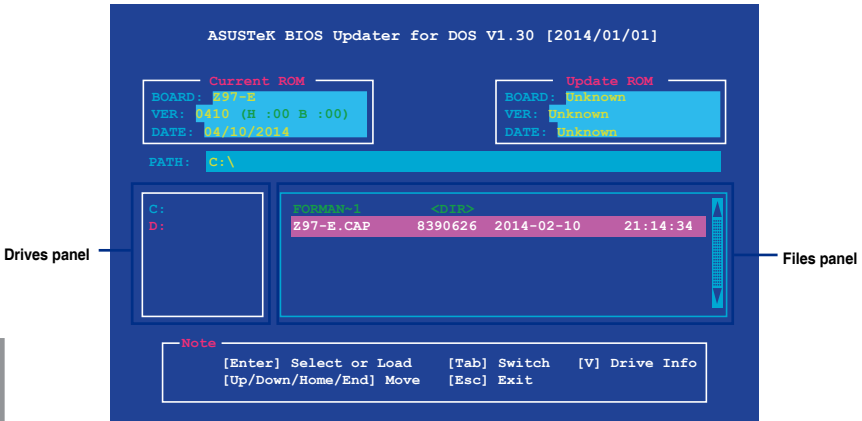 ASUSTeK BIOS Updater for DOS V1.30 [2014/01/01]
Current ROM
BOARD: Z97-E
VER: 0410 (H :00 B :00)
DATE: 04/10/2014
Update ROM
BOARD: Unknown
VER: Unknown
DATE: Unknown
PATH: C:\
C:
D:
FORMAN~1 <DIR>
Z97-E.CAP 8390626 2014-02-10 21:14:34
Drives panel
Files panel
Note
[Enter] Select or Load [Tab] Switch [V] Drive Info
[Up/Down/Home/End] Move [Esc] Exit